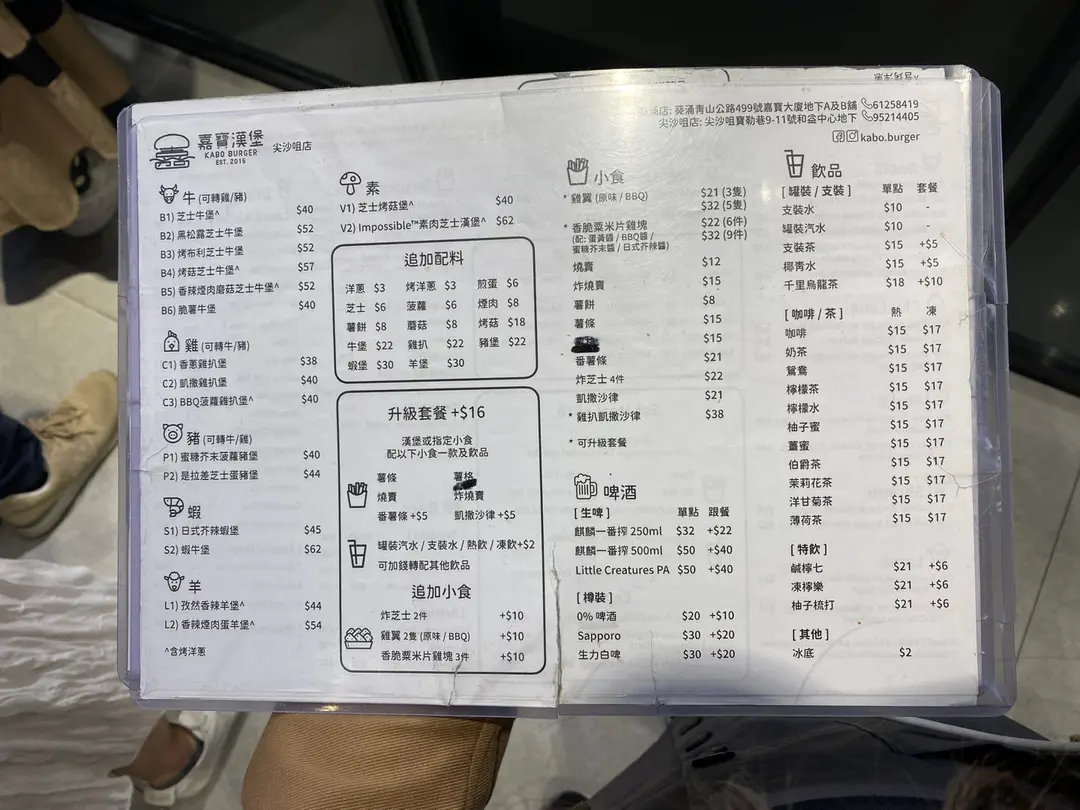 嘉寶漢堡
KABO BURGER
EST. 2016
尖沙咀店
店: 葵涌青山公路499號嘉寶大廈地下A及B舖 61258419
尖沙咀店: 尖沙咀寶勒巷9-11號和益中心地下 95214405
kabo.burger
牛 (可轉雞/豬)
B1) 芝士牛堡^ $40
B2) 黑松露芝士牛堡 $52
B3) 烤布利芝士牛堡 $52
B4) 烤菇芝士牛堡^ $57
B5) 香辣煙肉磨菇芝士牛堡^ $52
B6) 脆薯牛堡 $40
雞 (可轉牛/豬)
C1) 香蔥雞扒堡 $38
C2) 凱撒雞扒堡 $40
C3) BBQ菠蘿雞扒堡^ $40
豬 (可轉牛/雞)
P1) 蜜糖芥末菠蘿豬堡 $40
P2) 是拉差芝士蛋豬堡 $44
蝦
S1) 日式芥辣蝦堡 $45
S2) 蝦牛堡 $62
羊
L1) 孜然香辣羊堡^ $44
L2) 香辣煙肉蛋羊堡^ $54
^含烤洋蔥
素
V1) 芝士烤菇堡^ $40
V2) Impossible™素肉芝士漢堡^ $62
追加配料
洋蔥 $3 烤洋蔥 $3 煎蛋 $6
芝士 $6 菠蘿 $6 煙肉 $8
薯餅 $8 蘑菇 $8 烤菇 $18
牛堡 $22 雞扒 $22 豬堡 $22
蝦堡 $30 羊堡 $30
升級套餐 +$16
漢堡或指定小食
配以下小食一款及飲品
薯條 薯格
燒賣 炸燒賣
番薯條 +$5 凱撒沙律 +$5
罐裝汽水 / 支裝水 / 熱飲 / 凍飲+$2
可加錢轉配其他飲品
追加小食
炸芝士 2件 +$10
雞翼 2隻 (原味 / BBQ) +$10
香脆粟米片雞塊 3件 +$10
小食
* 雞翼 (原味 / BBQ) $21 (3隻)
$32 (5隻)
* 香脆粟米片雞塊 $22 (6件)
(配: 蛋黃醬 / BBQ醬 / $32 (9件)
蜜糖芥末醬 / 日式芥辣醬)
燒賣 $12
炸燒賣 $15
薯餅 $8
薯條 $15
$15
番薯條 $21
炸芝士 4件 $22
凱撒沙律 $21
* 雞扒凱撒沙律 $38
* 可升級套餐
啤酒
[ 生啤 ] 單點 跟餐
麒麟一番搾 250ml $32 +$22
麒麟一番搾 500ml $50 +$40
Little Creatures PA $50 +$40
[ 樽裝 ]
0% 啤酒 $20 +$10
Sapporo $30 +$20
生力白啤 $30 +$20
飲品
[ 罐裝 / 支裝 ] 單點 套餐
支裝水 $10 -
罐裝汽水 $10 -
支裝茶 $15 +$5
椰青水 $15 +$5
千里烏龍茶 $18 +$10
[ 咖啡 / 茶 ] 熱 凍
咖啡 $15 $17
奶茶 $15 $17
鴛鴦 $15 $17
檸檬茶 $15 $17
檸檬水 $15 $17
柚子蜜 $15 $17
薑蜜 $15 $17
伯爵茶 $15 $17
茉莉花茶 $15 $17
洋甘菊茶 $15 $17
薄荷茶 $15 $17
[ 特飲 ]
鹹檸七 $21 +$6
凍檸樂 $21 +$6
柚子梳打 $21 +$6
[ 其他 ]
冰底 $2